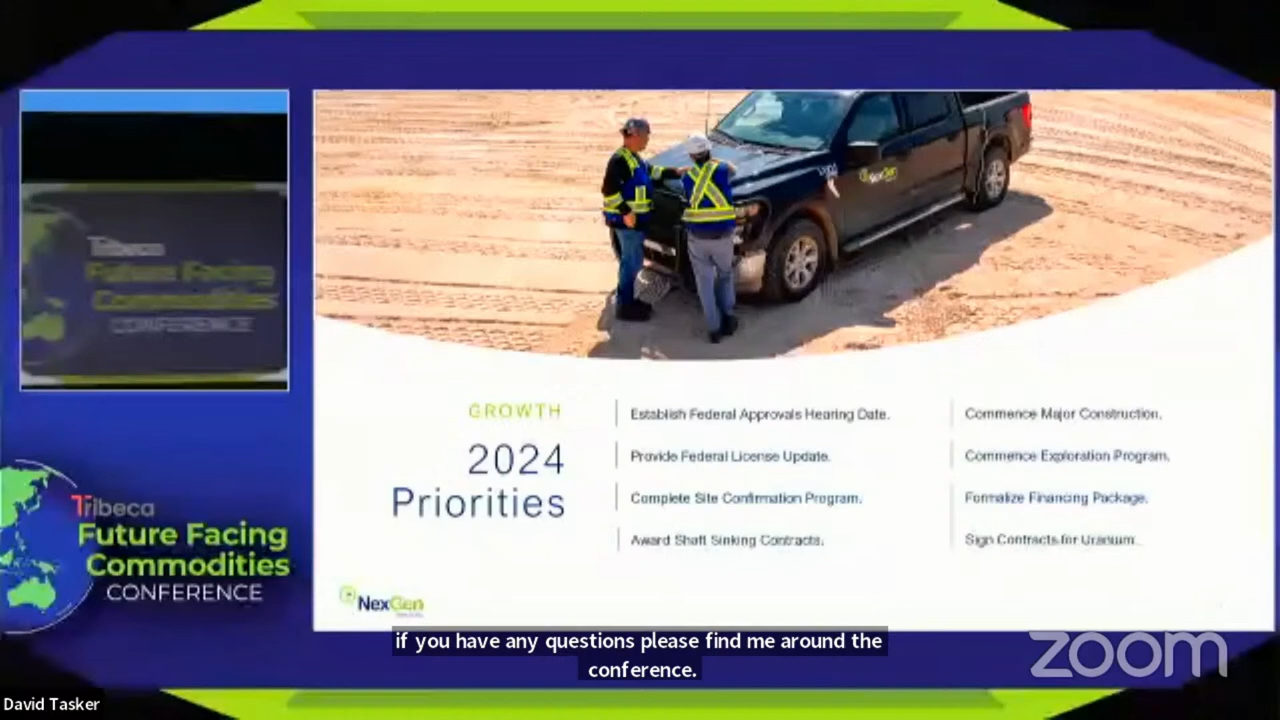 Tribeca
Future Facing
Commodities
CONFERENCE
NexGen
GROWTH
2024
Priorities
Establish Federal Approvals Hearing Date.
Provide Federal License Update.
Complete Site Confirmation Program.
Award Shaft Sinking Contracts.
Commence Major Construction.
Commence Exploration Program.
Formalize Financing Package.
Sign Contracts for Uranium.
Tribeca
Future Facing
Commodities
CONFERENCE
NexGen
if you have any questions please find me around the
conference.
zoom
David Tasker